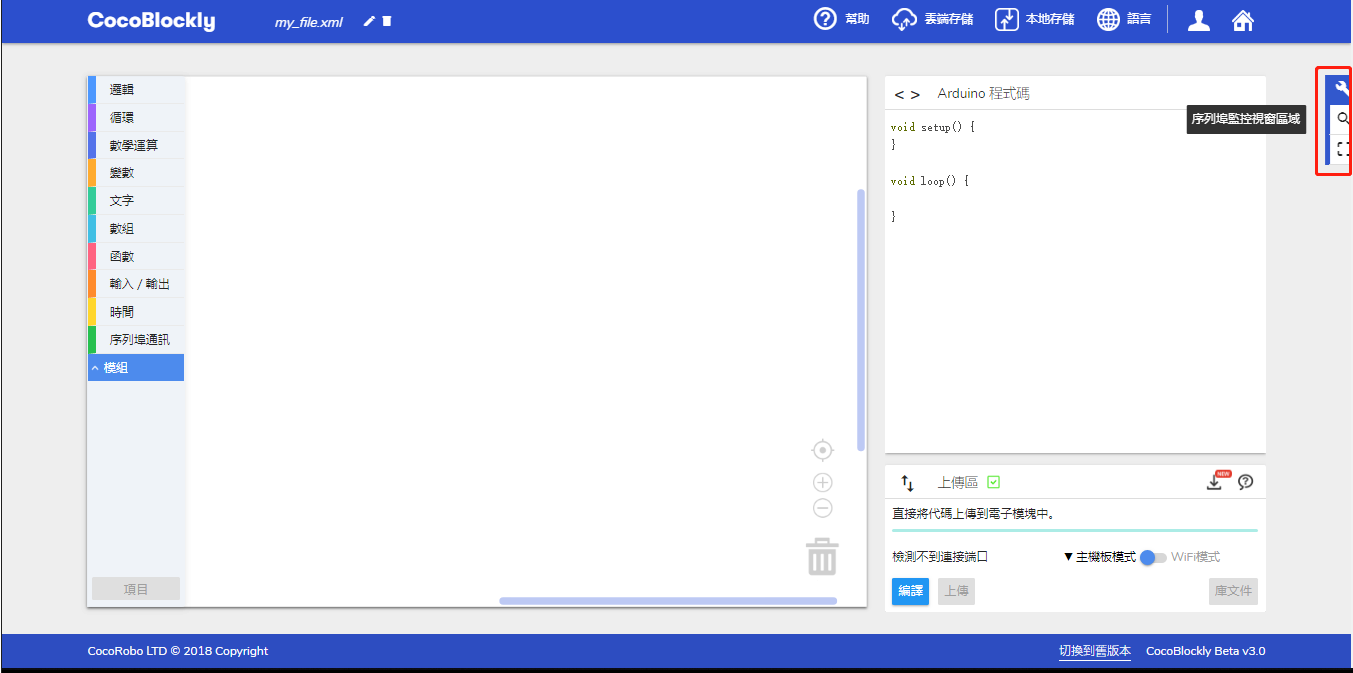 CocoBlockly
my_file.xml
幫助
雲端存儲
本地存儲
語言
邏輯
循環
數學運算
變數
文字
數組
函數
輸入 / 輸出
時間
序列埠通訊
模組
項目
< > Arduino 程式碼
序列埠監控視窗區域
void setup() {
}
void loop() {
}
上傳區
NEW
直接將代碼上傳到電子模塊中。
檢測不到連接端口
▼主機板模式
WiFi模式
編譯
上傳
庫文件
CocoRobo LTD © 2018 Copyright
切換到舊版本
CocoBlockly Beta v3.0